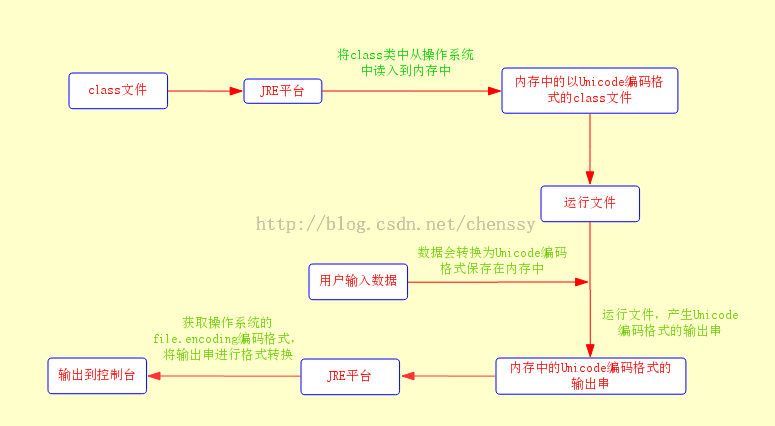 将class类中从操作系统
中读入到内存中
class文件
JRE平台
内存中的以Unicode编码格
式的class文件
运行文件
http://blog.csdn.net/chenssy
数据会转换为Unicode编码
格式保存在内存中
用户输入数据
运行文件，产生Unicode
编码格式的输出串
获取操作系统的
file.encoding编码格式，
将输出串进行格式转换
输出到控制台
JRE平台
内存中的Unicode编码格式的
输出串